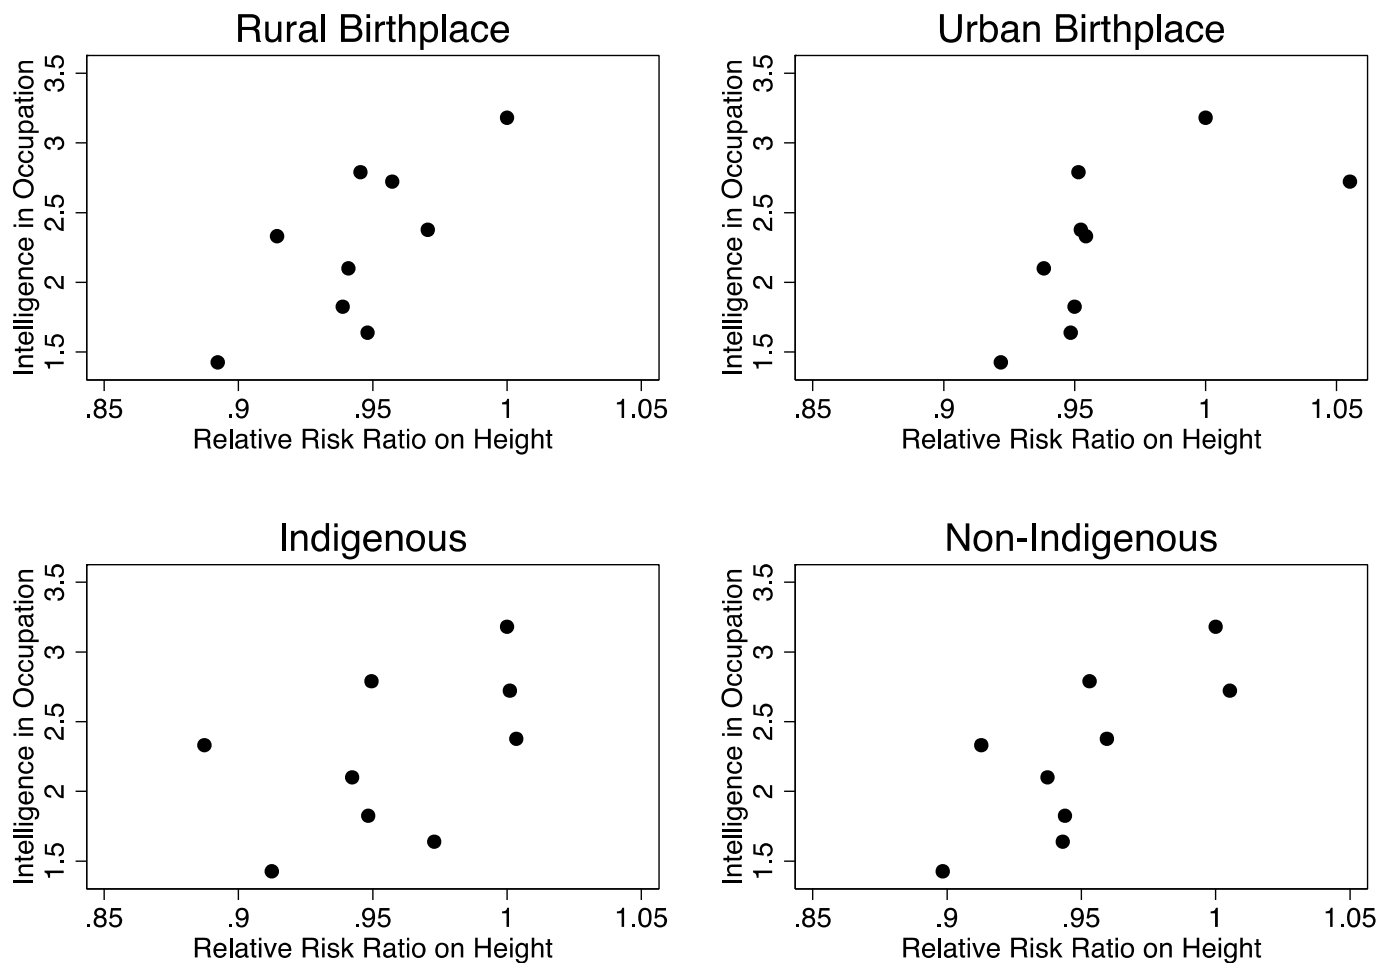 Rural Birthplace
Intelligence in Occupation
3.5
3
2.5
2
1.5
.85 .9 .95 1 1.05
Relative Risk Ratio on Height
Urban Birthplace
Intelligence in Occupation
3.5
3
2.5
2
1.5
.85 .9 .95 1 1.05
Relative Risk Ratio on Height
Indigenous
Intelligence in Occupation
3.5
3
2.5
2
1.5
.85 .9 .95 1 1.05
Relative Risk Ratio on Height
Non-Indigenous
Intelligence in Occupation
3.5
3
2.5
2
1.5
.85 .9 .95 1 1.05
Relative Risk Ratio on Height